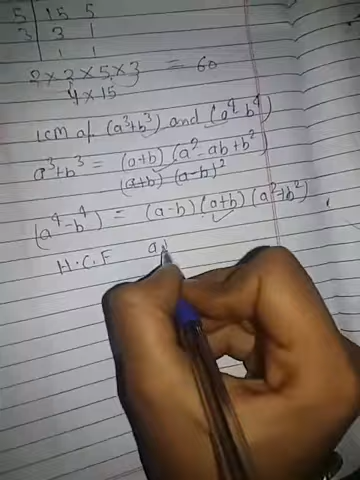 5 | 15 5
3 | 3 1
1 1
2 × 2 × 5 × 3 = 60
4 × 15
LCM of (a³+b³) and (a⁴-b⁴)
a³+b³ = (a+b) (a²-ab+b²)
(a+b) (a-b)²
(a⁴-b⁴) = (a-b) (a+b) (a²+b²)
H.C.F a